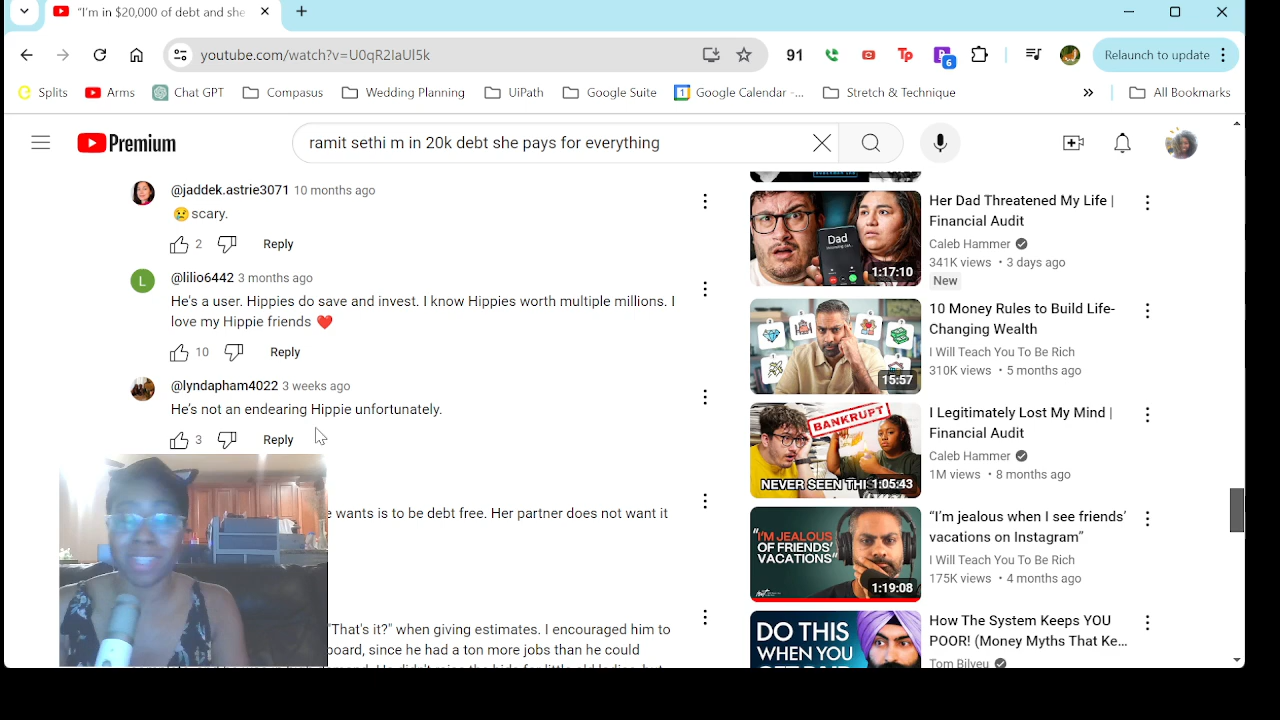 "I'm in $20,000 of debt and she
youtube.com/watch?v=U0qR2IaUl5k
91
Tp
6
Relaunch to update
Splits
Arms
Chat GPT
Compasus
Wedding Planning
UiPath
Google Suite
Google Calendar -...
Stretch & Technique
All Bookmarks
Premium
ramit sethi m in 20k debt she pays for everything
@jaddek.astrie3071 10 months ago
scary.
2
Reply
L
@lilio6442 3 months ago
He's a user. Hippies do save and invest. I know Hippies worth multiple millions. I
love my Hippie friends
10
Reply
@lyndapham4022 3 weeks ago
He's not an endearing Hippie unfortunately.
3
Reply
wants is to be debt free. Her partner does not want it
"That's it?" when giving estimates. I encouraged him to
board, since he had a ton more jobs than he could
Dad
1:17:10
Her Dad Threatened My Life |
Financial Audit
Caleb Hammer
341K views • 3 days ago
New
15:57
10 Money Rules to Build Life-
Changing Wealth
I Will Teach You To Be Rich
310K views • 5 months ago
BANKRUPT
NEVER SEEN THI
1:05:43
I Legitimately Lost My Mind |
Financial Audit
Caleb Hammer
1M views • 8 months ago
"I'M JEALOUS
OF FRIENDS'
VACATIONS"
1:19:08
"I'm jealous when I see friends'
vacations on Instagram"
I Will Teach You To Be Rich
175K views • 4 months ago
DO THIS
WHEN YOU
How The System Keeps YOU
POOR! (Money Myths That Ke...
Tom Bilyeu